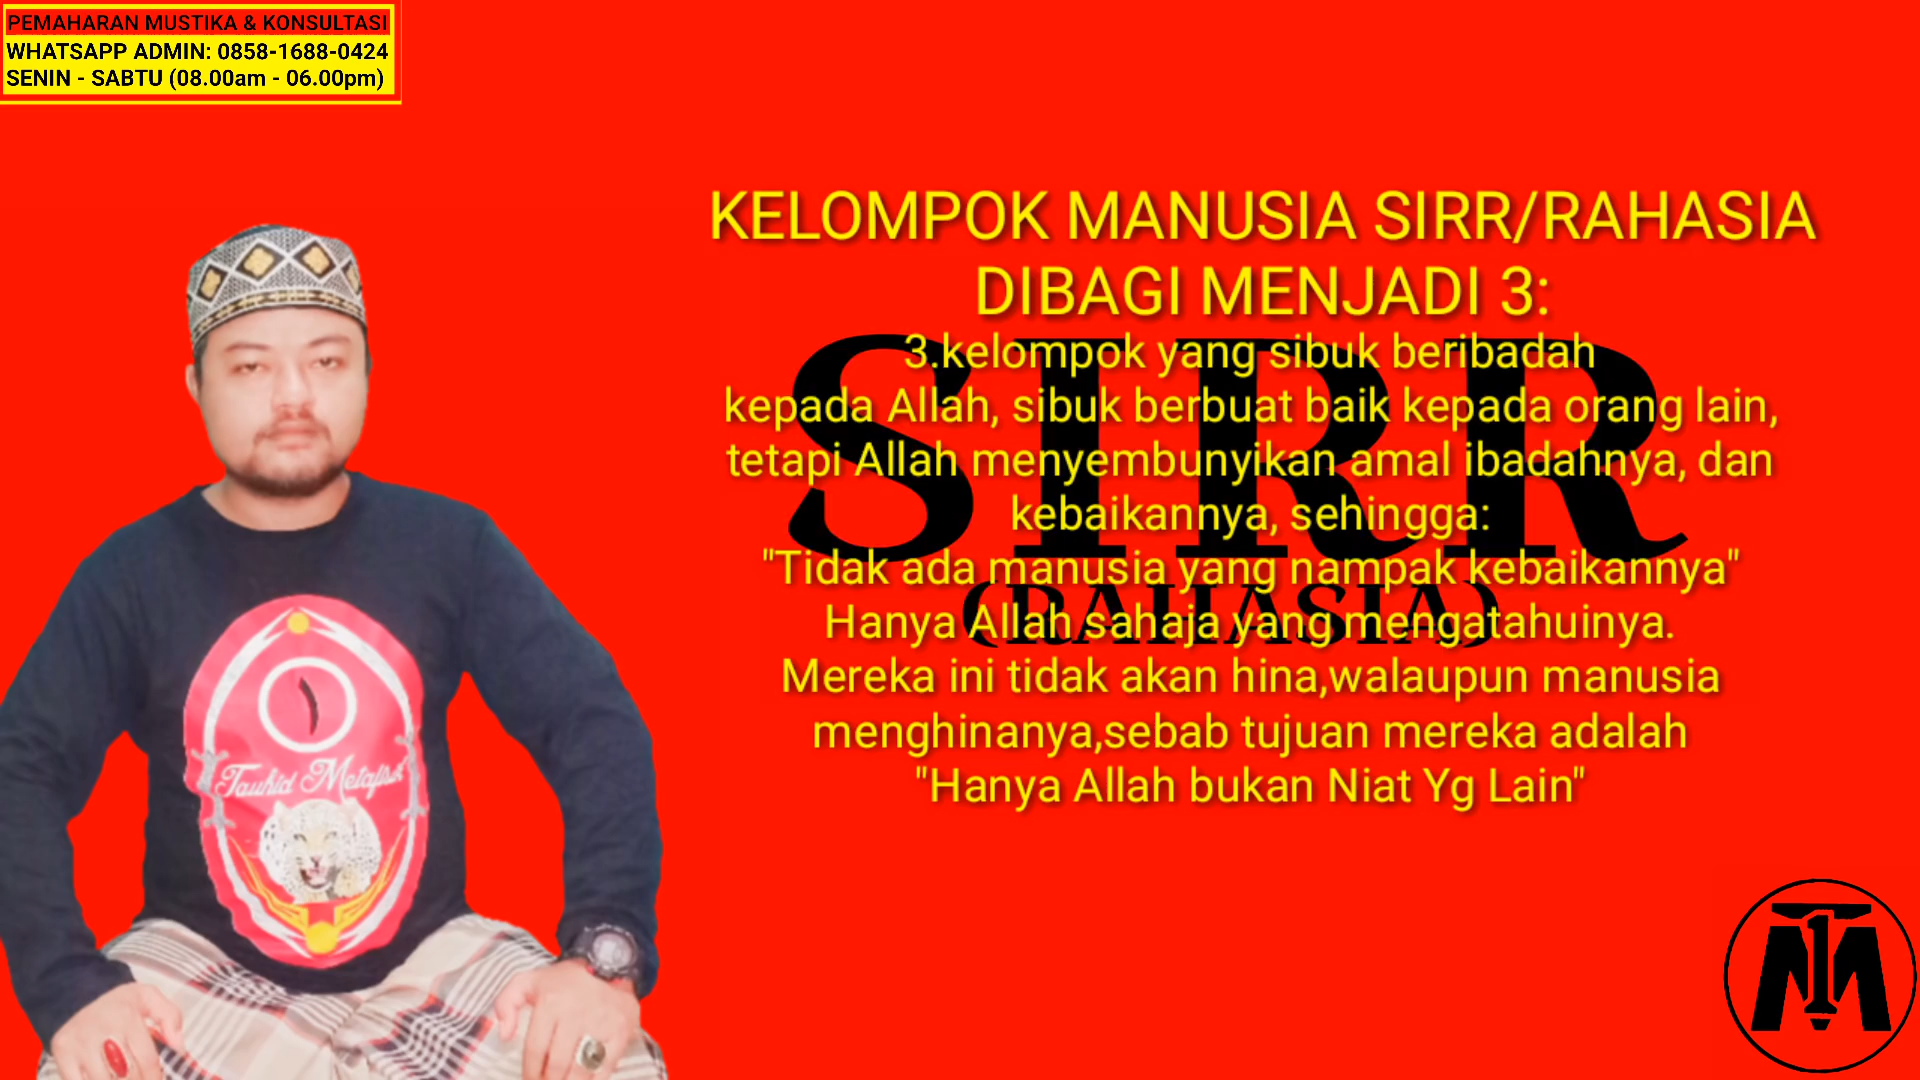 PEMAHARAN MUSTIKA & KONSULTASI
WHATSAPP ADMIN: 0858-1688-0424
SENIN - SABTU (08.00am - 06.00pm)
KELOMPOK MANUSIA SIRR/RAHASIA
DIBAGI MENJADI 3:
3.kelompok yang sibuk beribadah
kepada Allah, sibuk berbuat baik kepada orang lain,
tetapi Allah menyembunyikan amal ibadahnya, dan
kebaikannya, sehingga:
"Tidak ada manusia yang nampak kebaikannya"
Hanya Allah sahaja yang mengatahuinya.
Mereka ini tidak akan hina,walaupun manusia
menghinanya,sebab tujuan mereka adalah
"Hanya Allah bukan Niat Yg Lain"
SIRR
(RAHASIA)
Tauhid